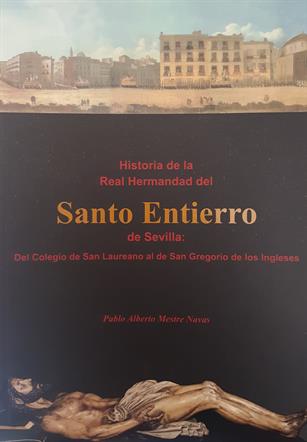 Historia de la
Real Hermandad del
Santo Entierro
de Sevilla:
Del Colegio de San Laureano al de San Gregorio de los Ingleses
Pablo Alberto Mestre Navas